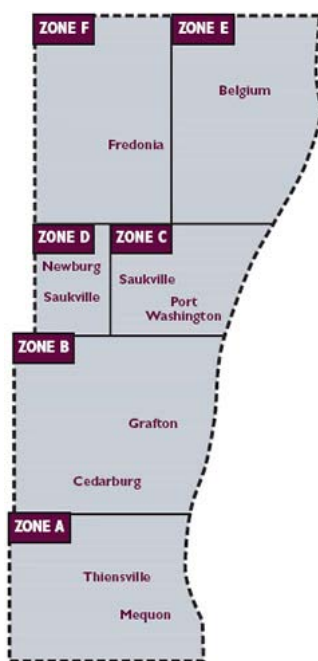 ZONE F
ZONE E
Belgium
Fredonia
ZONE D
ZONE C
Newburg
Saukville
Saukville
Port
Washington
ZONE B
Grafton
Cedarburg
ZONE A
Thiensville
Mequon